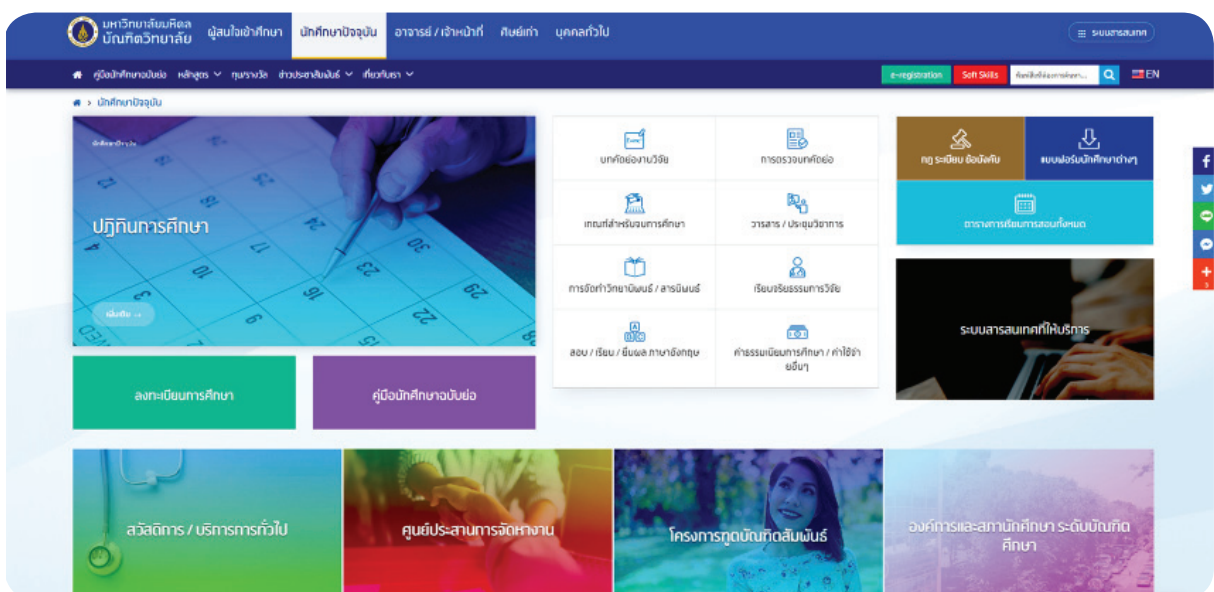 มหาวิทยาลัยมหิดล
บัณฑิตวิทยาลัย
ผู้สนใจเข้าศึกษา นักศึกษาปัจจุบัน อาจารย์ / เจ้าหน้าที่ ศิษย์เก่า บุคคลทั่วไป
ระบบสารสนเทศ
คู่มือนักศึกษาฉบับย่อ หลักสูตร ทุน/รางวัล ข่าวประชาสัมพันธ์ เกี่ยวกับเรา
e-registration Soft Skills EN
นักศึกษาปัจจุบัน
นักศึกษาปัจจุบัน
ปฏิทินการศึกษา
เพิ่มเติม →
ลงทะเบียนการศึกษา
คู่มือนักศึกษาฉบับย่อ
บทคัดย่องานวิจัย
การตรวจบทคัดย่อ
เกณฑ์สำหรับจบการศึกษา
วารสาร / ประชุมวิชาการ
การจัดทำวิทยานิพนธ์ / สารนิพนธ์
เรียนจริยธรรมการวิจัย
สอบ / เรียน / ยื่นผล ภาษาอังกฤษ
ค่าธรรมเนียมการศึกษา / ค่าใช้จ่า
ยอื่นๆ
กฎ ระเบียบ ข้อบังคับ
แบบฟอร์มนักศึกษาต่างๆ
ตารางการเรียนการสอนทั้งหมด
ระบบสารสนเทศที่ให้บริการ
สวัสดิการ / บริการการทั่วไป
ศูนย์ประสานการจัดหางาน
โครงการทูตบัณฑิตสัมพันธ์
องค์การและสภานักศึกษา ระดับบัณฑิต
ศึกษา